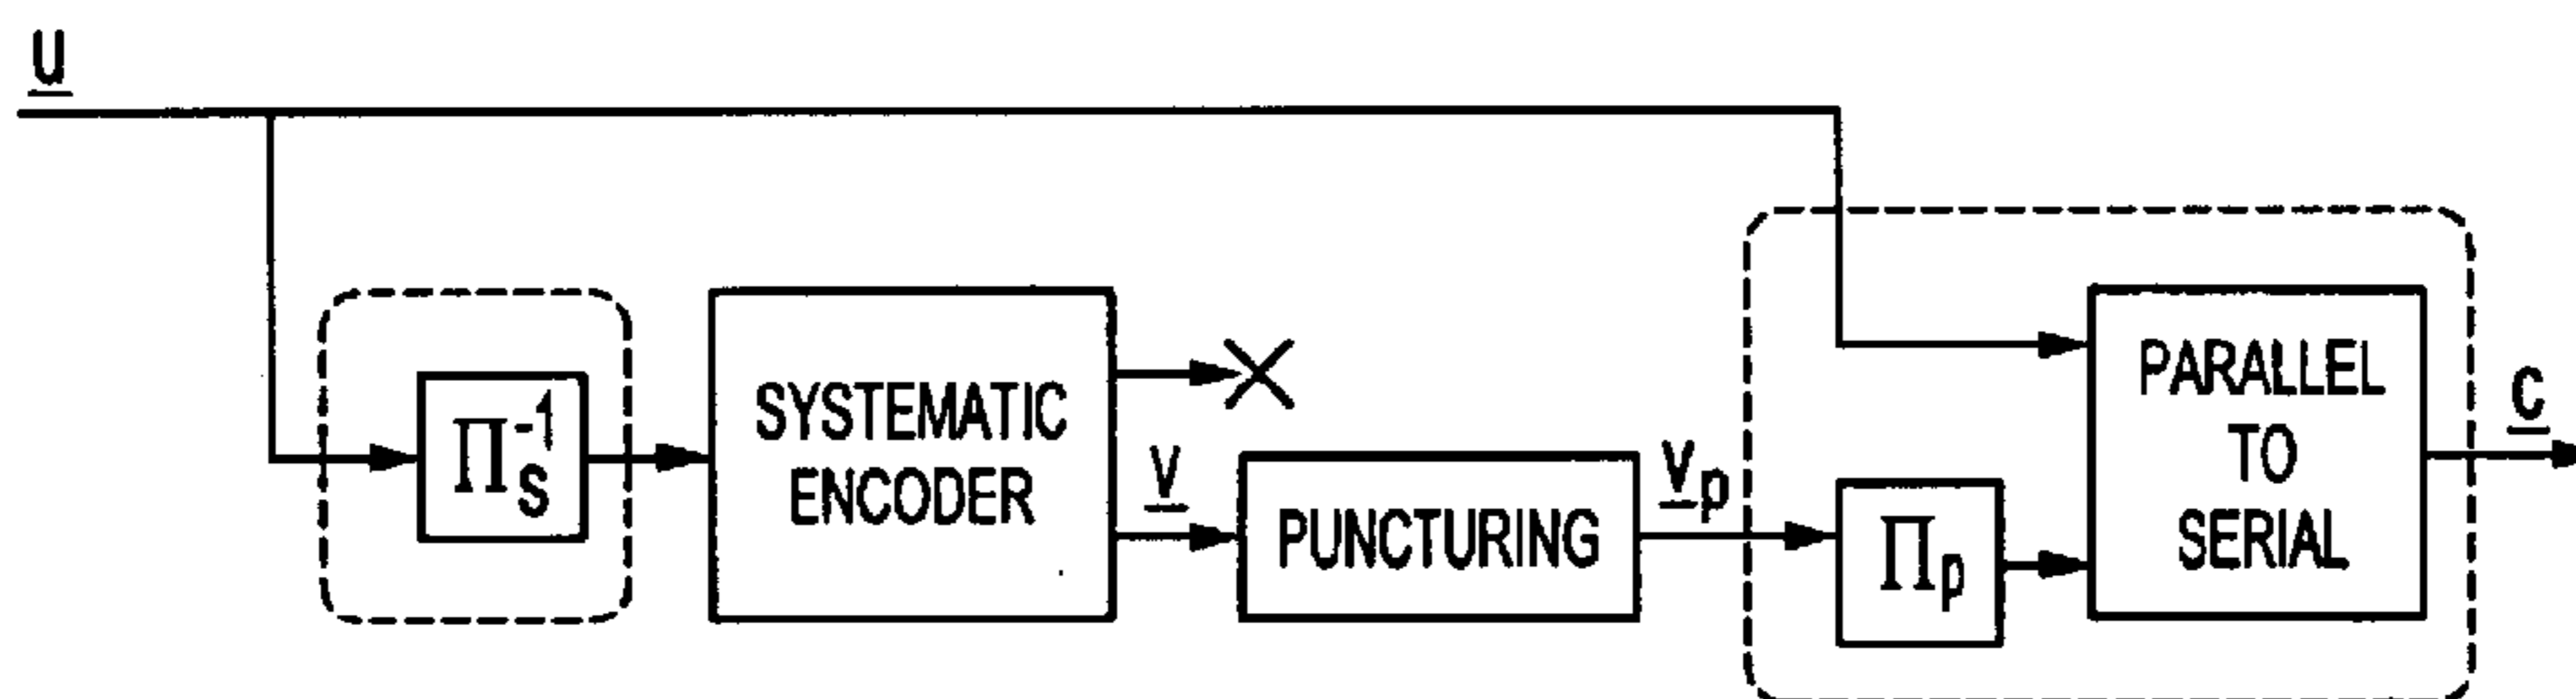 u
Π_S^-1
SYSTEMATIC
ENCODER
v
PUNCTURING
v_p
Π_p
PARALLEL
TO
SERIAL
c